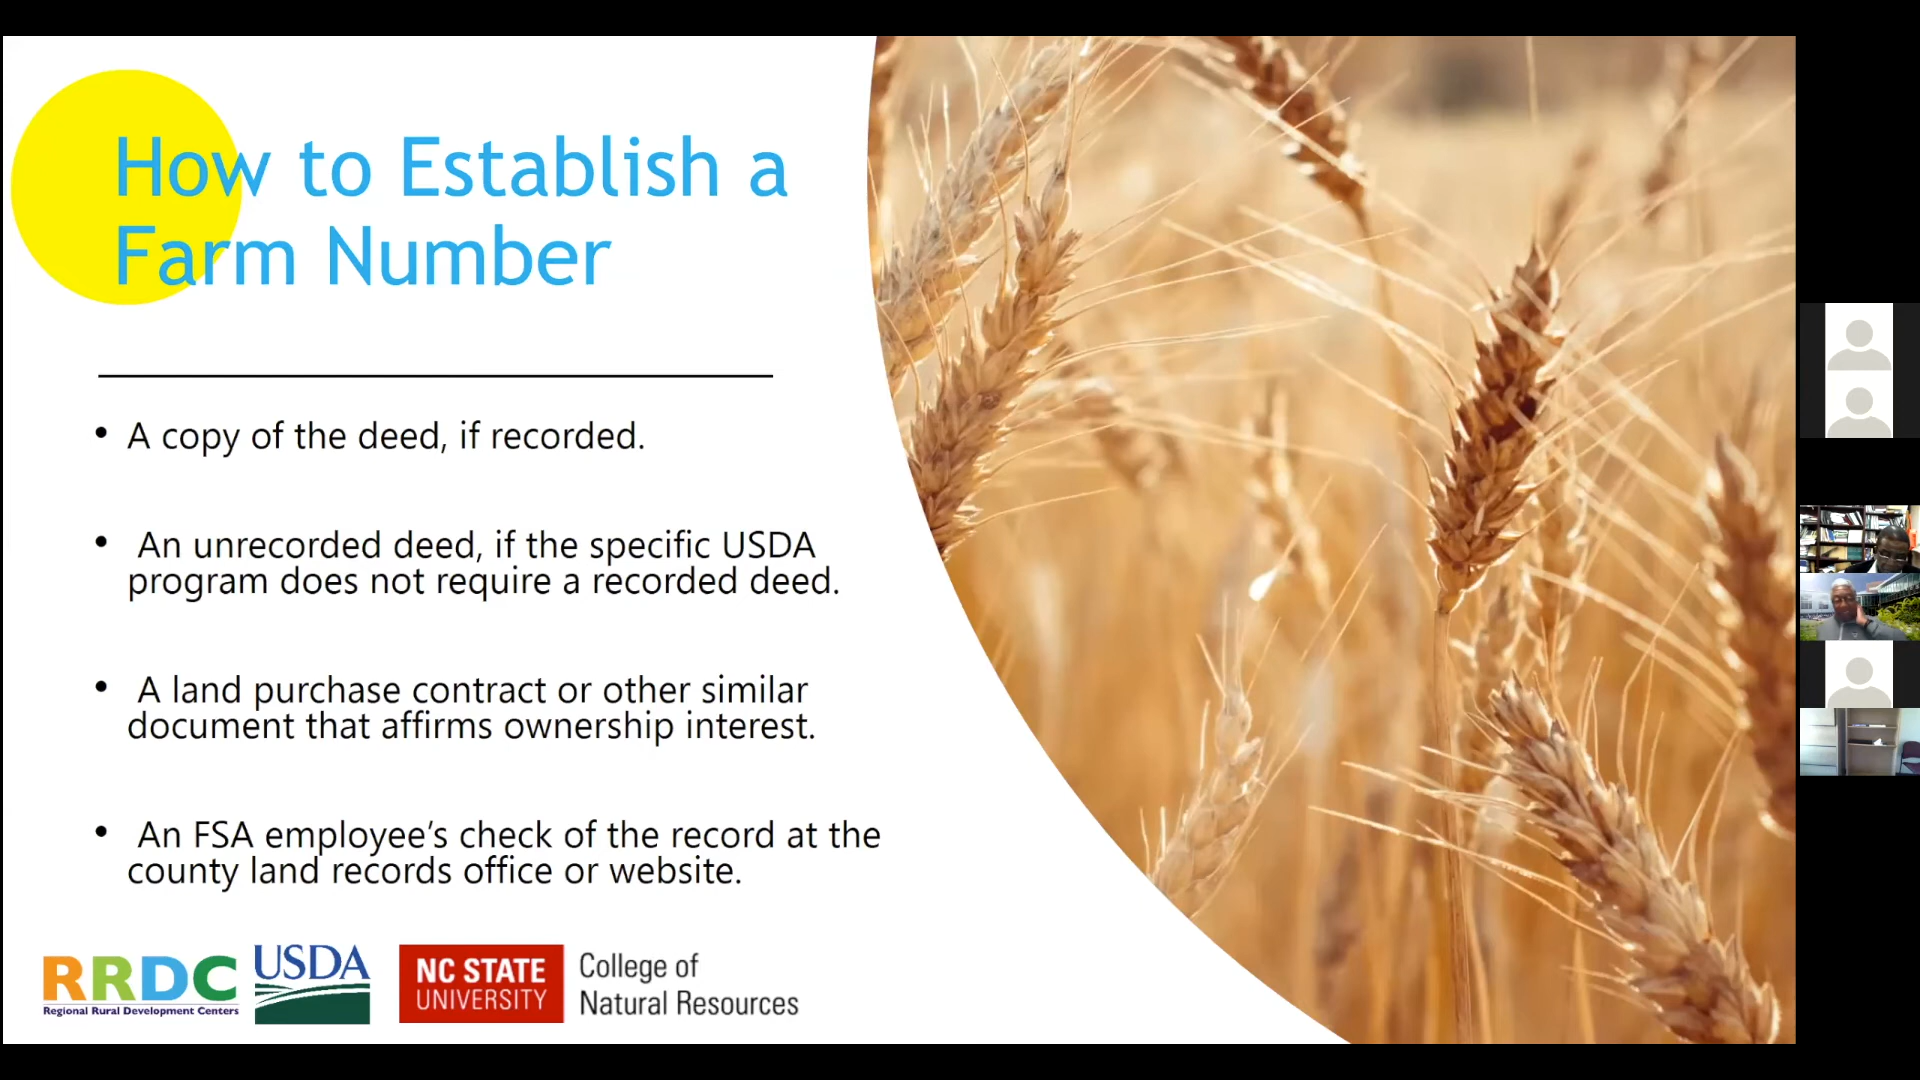 How to Establish a
Farm Number
• A copy of the deed, if recorded.
• An unrecorded deed, if the specific USDA
program does not require a recorded deed.
• A land purchase contract or other similar
document that affirms ownership interest.
• An FSA employee’s check of the record at the
county land records office or website.
RRDC
Regional Rural Development Centers
USDA
NC STATE
UNIVERSITY
College of
Natural Resources